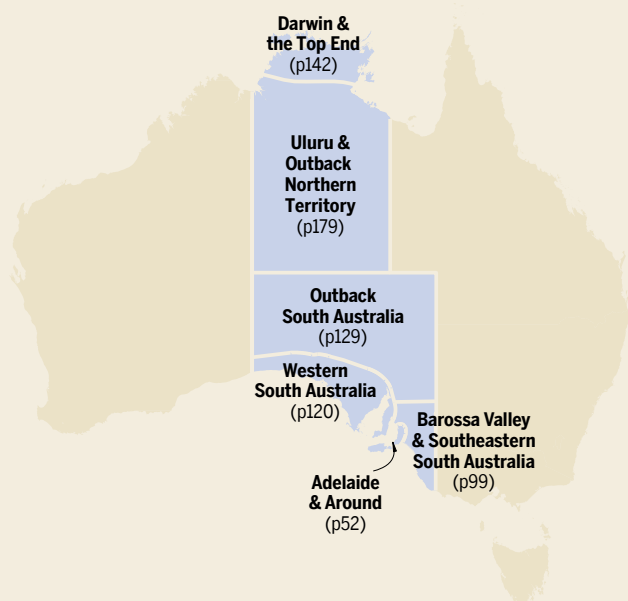 Darwin &
the Top End
(p142)
Uluru &
Outback
Northern
Territory
(p179)
Outback
South Australia
(p129)
Western
South Australia
(p120)
Barossa Valley
& Southeastern
South Australia
(p99)
Adelaide
& Around
(p52)